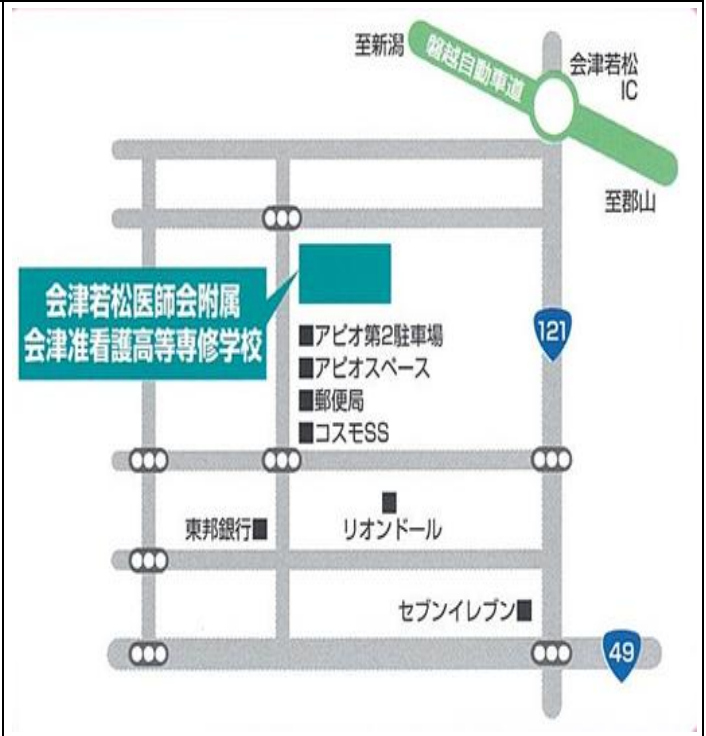 至新潟
磐越自動車道
会津若松
IC
至郡山
会津若松医師会附属
会津准看護高等専修学校
121
■アピオ第2駐車場
■アピオスペース
■郵便局
■コスモSS
東邦銀行■
リオンドール
セブンイレブン■
49